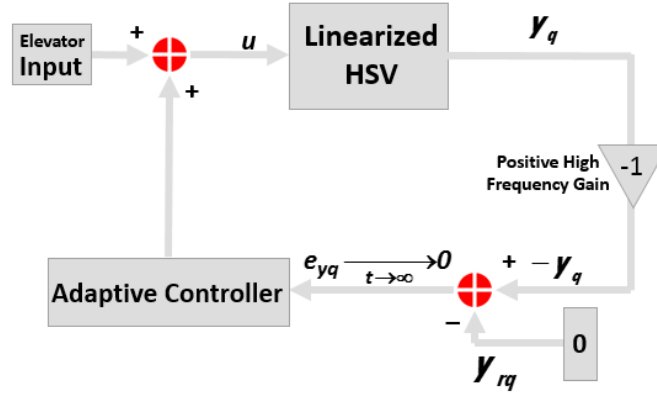 Elevator
Input
+
+
u
Linearized
HSV
y_q
Positive High
Frequency Gain
-1
Adaptive Controller
e_yq → 0
t→∞
+ −y_q
−
y_rq
0